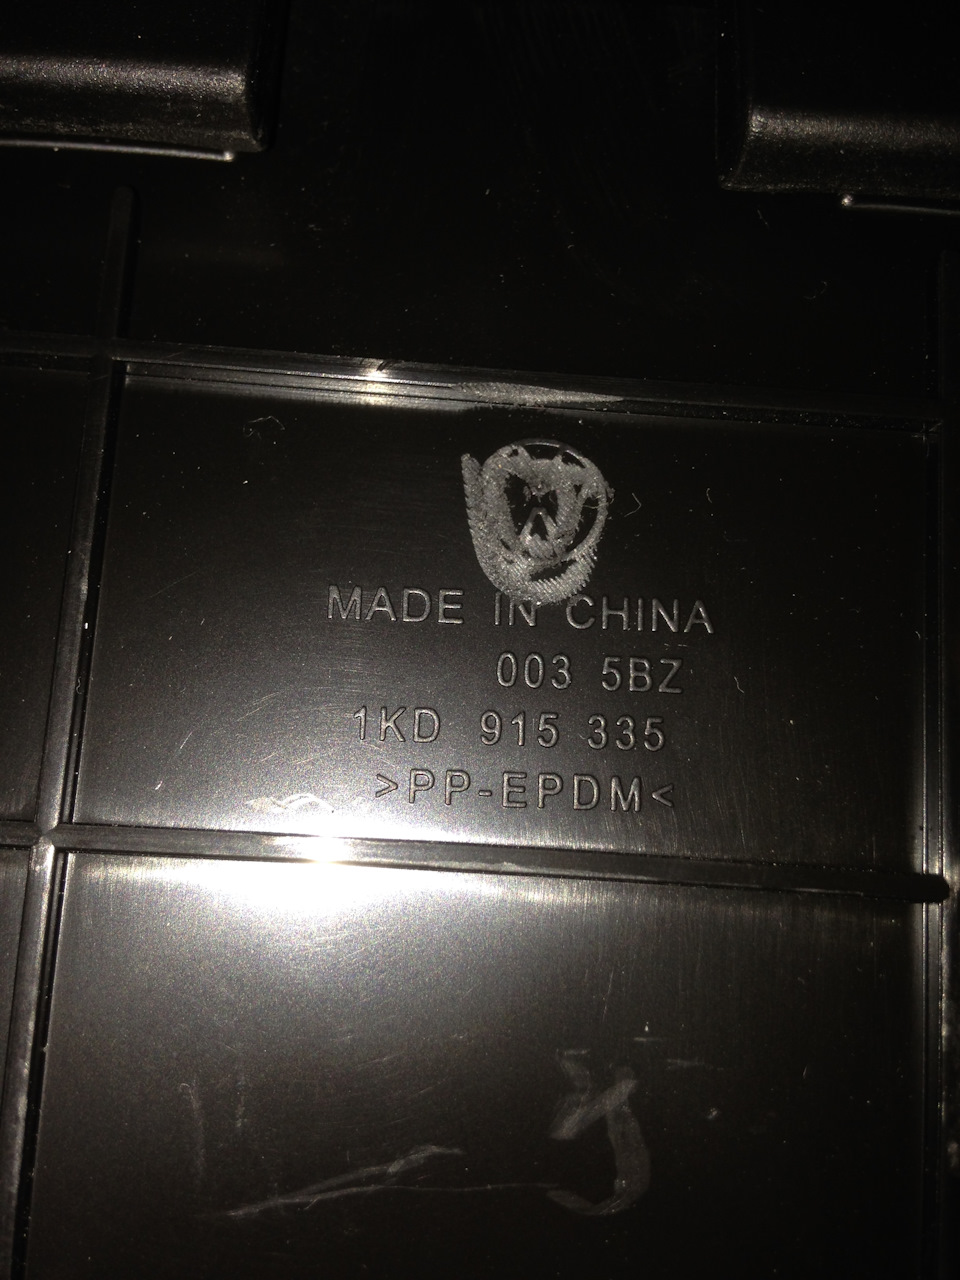 MADE IN CHINA
003 5BZ
1KD 915 335
>PP-EPDM<